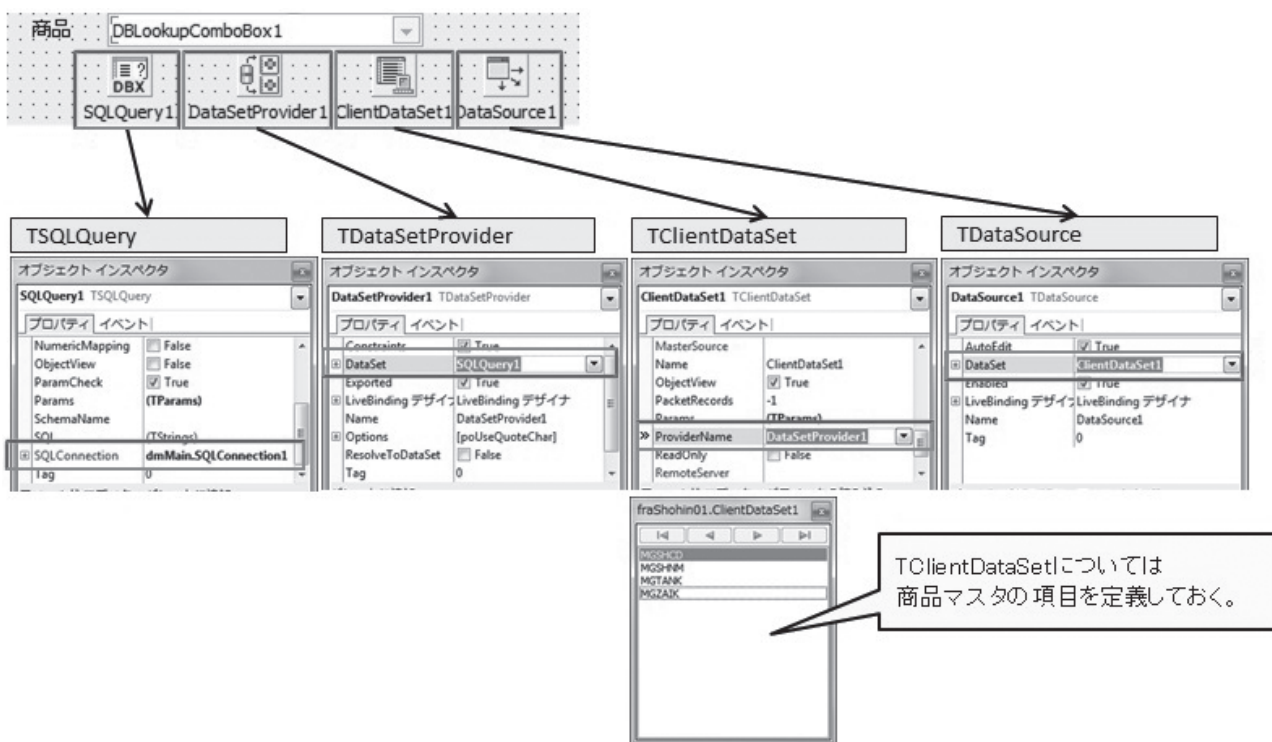 商品
DBLookupComboBox1
DBX
SQLQuery1
DataSetProvider1
ClientDataSet1
DataSource1
TSQLQuery
TDataSetProvider
TClientDataSet
TDataSource
オブジェクト インスペクタ
SQLQuery1 TSQLQuery
プロパティ イベント
NumericMapping False
ObjectView False
ParamCheck True
Params (TParams)
SchemaName
SQL (TStrings)
SQLConnection dmMain.SQLConnection1
Tag 0
オブジェクト インスペクタ
DataSetProvider1 TDataSetProvider
プロパティ イベント
Constraints True
DataSet SQLQuery1
Exported True
LiveBinding デザイナ LiveBinding デザイナ
Name DataSetProvider1
Options [poUseQuoteChar]
ResolveToDataSet False
Tag 0
オブジェクト インスペクタ
ClientDataSet1 TClientDataSet
プロパティ イベント
MasterSource
Name ClientDataSet1
ObjectView True
PacketRecords -1
Params (TParams)
ProviderName DataSetProvider1
ReadOnly False
RemoteServer
オブジェクト インスペクタ
DataSource1 TDataSource
プロパティ イベント
AutoEdit True
DataSet ClientDataSet1
Enabled True
LiveBinding デザイナ LiveBinding デザイナ
Name DataSource1
Tag 0
fraShohin01.ClientDataSet1
MGSHCD
MGSHNM
MGTANK
MGZAIK
TClientDataSetについては
商品マスタの項目を定義しておく。